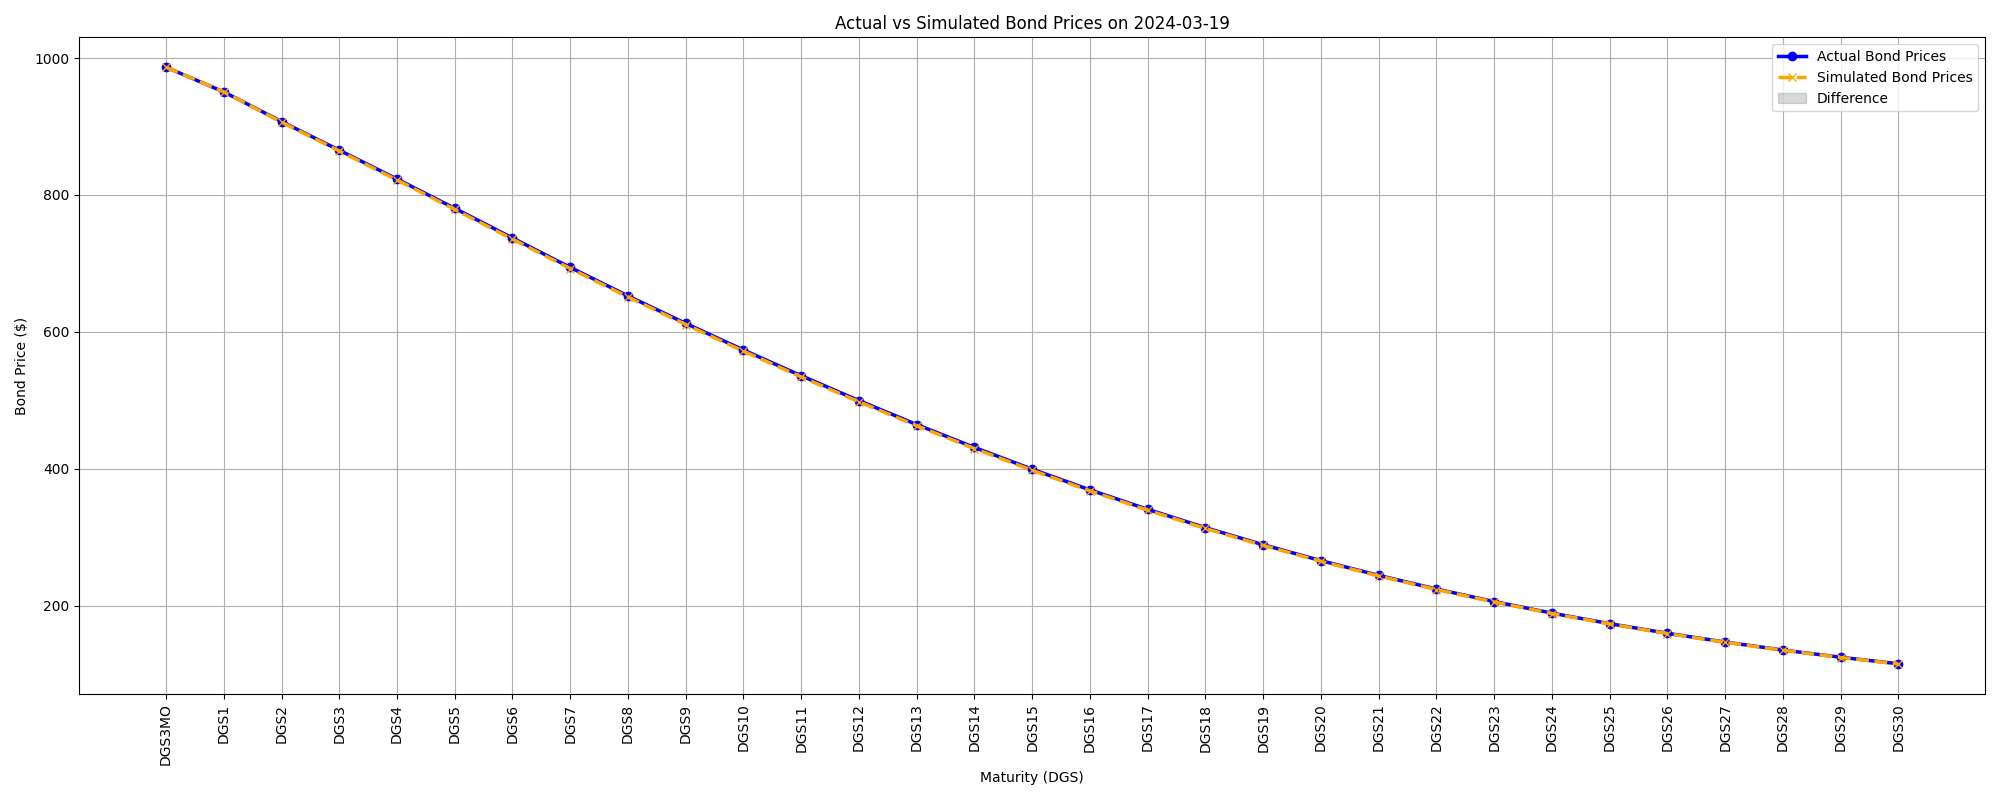 Actual vs Simulated Bond Prices on 2024-03-19
Actual Bond Prices
Simulated Bond Prices
Difference
Bond Price ($)
1000
800
600
400
200
DGS3MO
DGS1
DGS2
DGS3
DGS4
DGS5
DGS6
DGS7
DGS8
DGS9
DGS10
DGS11
DGS12
DGS13
DGS14
DGS15
DGS16
DGS17
DGS18
DGS19
DGS20
DGS21
DGS22
DGS23
DGS24
DGS25
DGS26
DGS27
DGS28
DGS29
DGS30
Maturity (DGS)